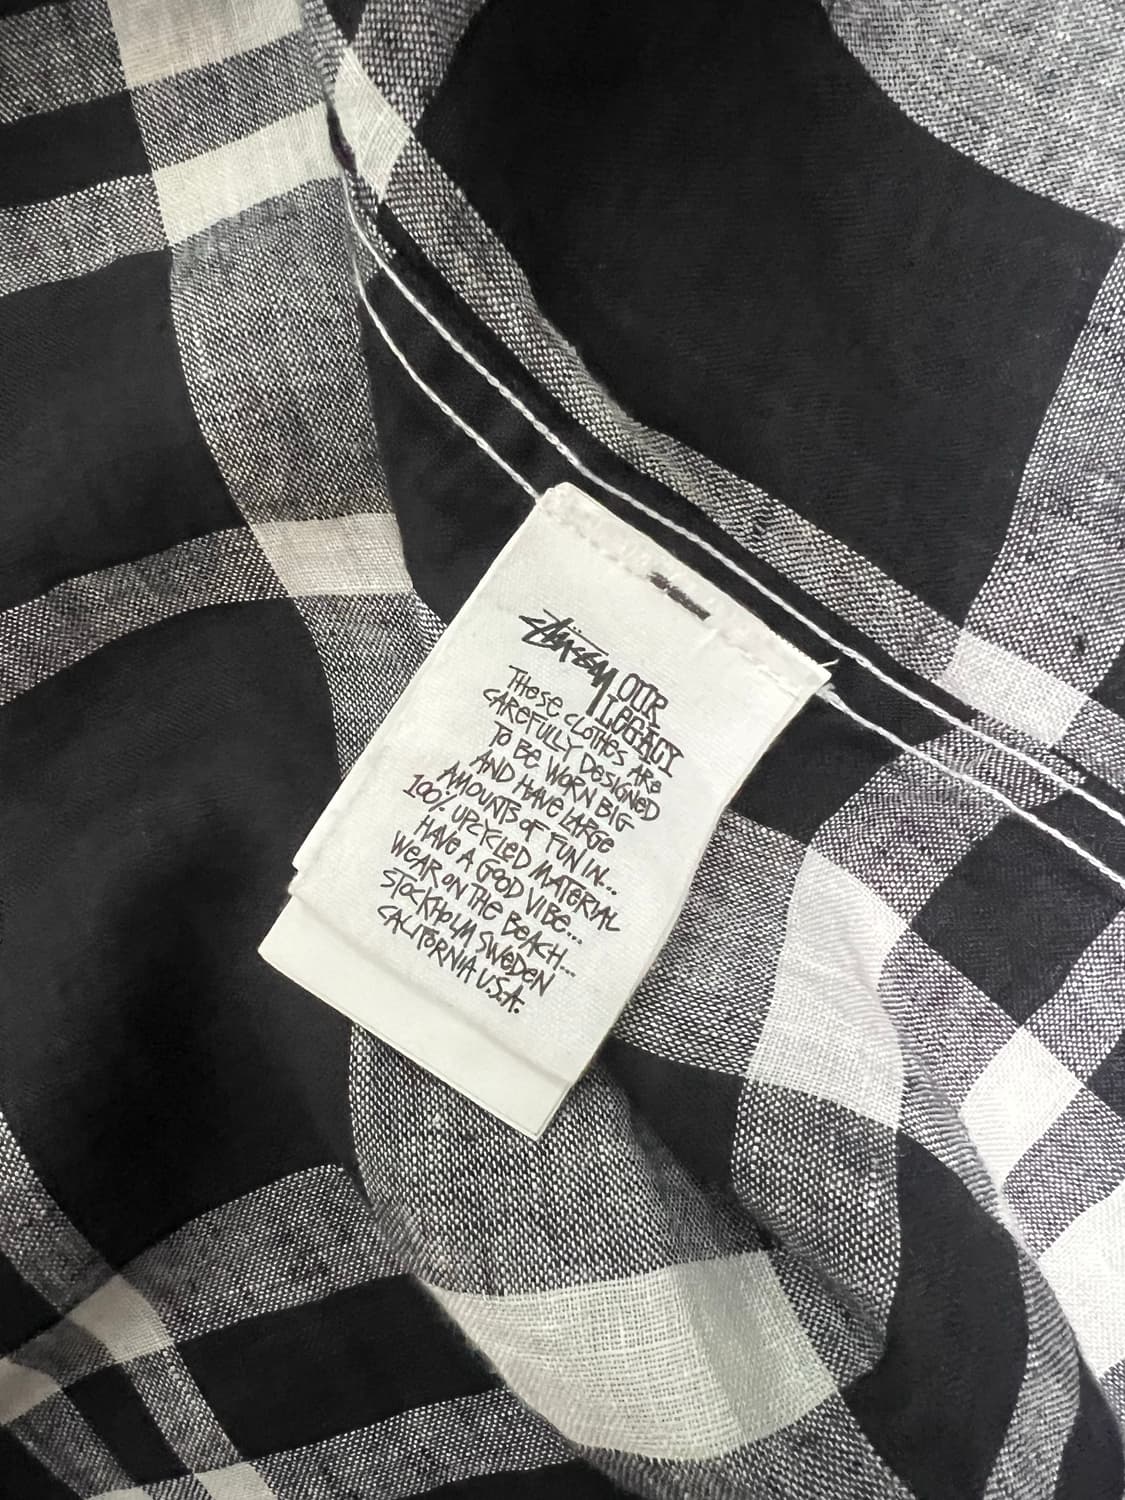 Stüssy OUR LEGACY
THESE CLOTHES ARE
CAREFULLY DESIGNED
TO BE WORN BIG
AND HAVE LARGE
AMOUNTS OF FUN IN...
100% UPCYCLED MATERIAL
HAVE A GOOD VIBE...
WEAR ON THE BEACH...
STOCKHOLM SWEDEN
CALIFORNIA U.S.A.